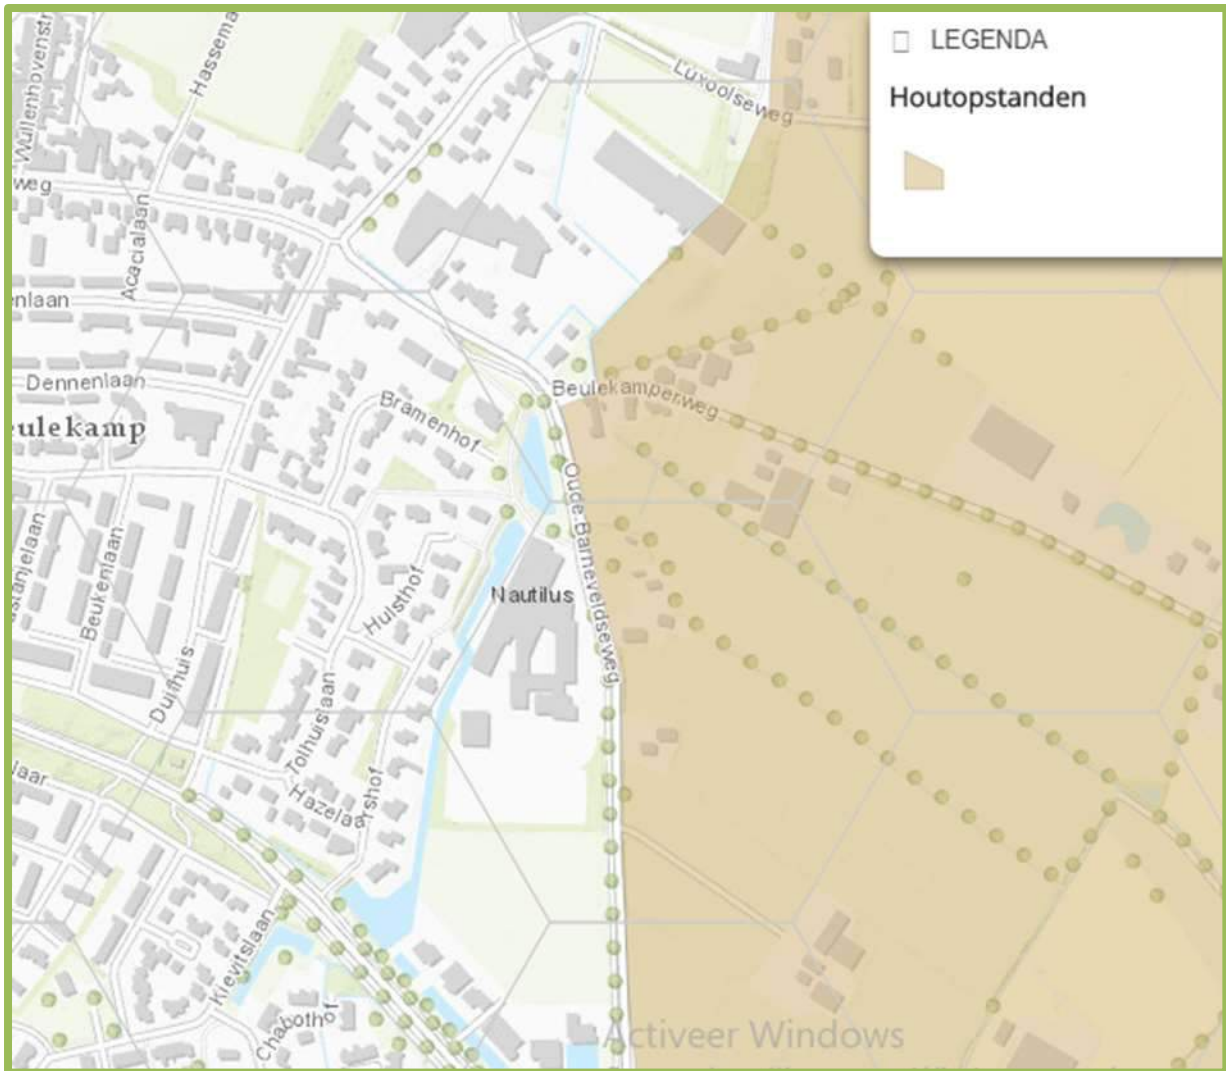 LEGENDA
Houtopstanden
Hassema
Wullenhovenstr
Luxoolseweg
weg
Acacialaan
enlaan
Dennenlaan
Beulekamperweg
Bramenhof
eulekamp
Oude Barneveldseweg
Beukenlaan
astanjelaan
Hulsthof
Nautilus
Duifhuis
Tolhuislaan
laar
Hazelaarshof
Kievitslaan
Chabothof
Activeer Windows